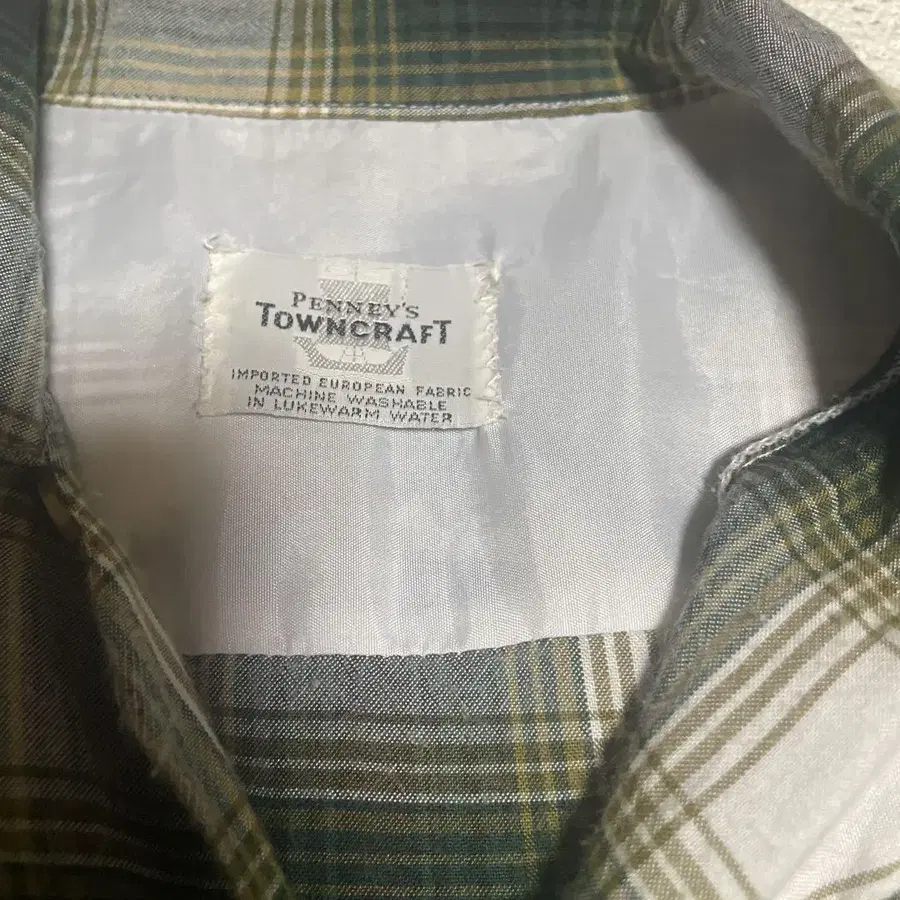 PENNEY'S
TOWNCRAFT
IMPORTED EUROPEAN FABRIC
MACHINE WASHABLE
IN LUKEWARM WATER